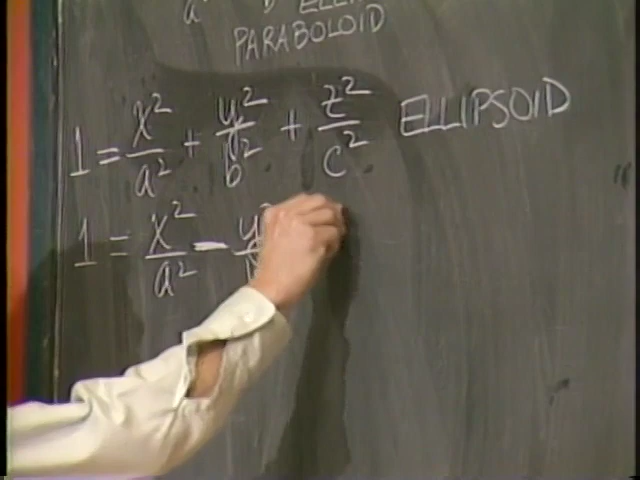 PARABOLOID
1 = x²/a² + y²/b² + z²/c² ELLIPSOID
1 = x²/a² - y